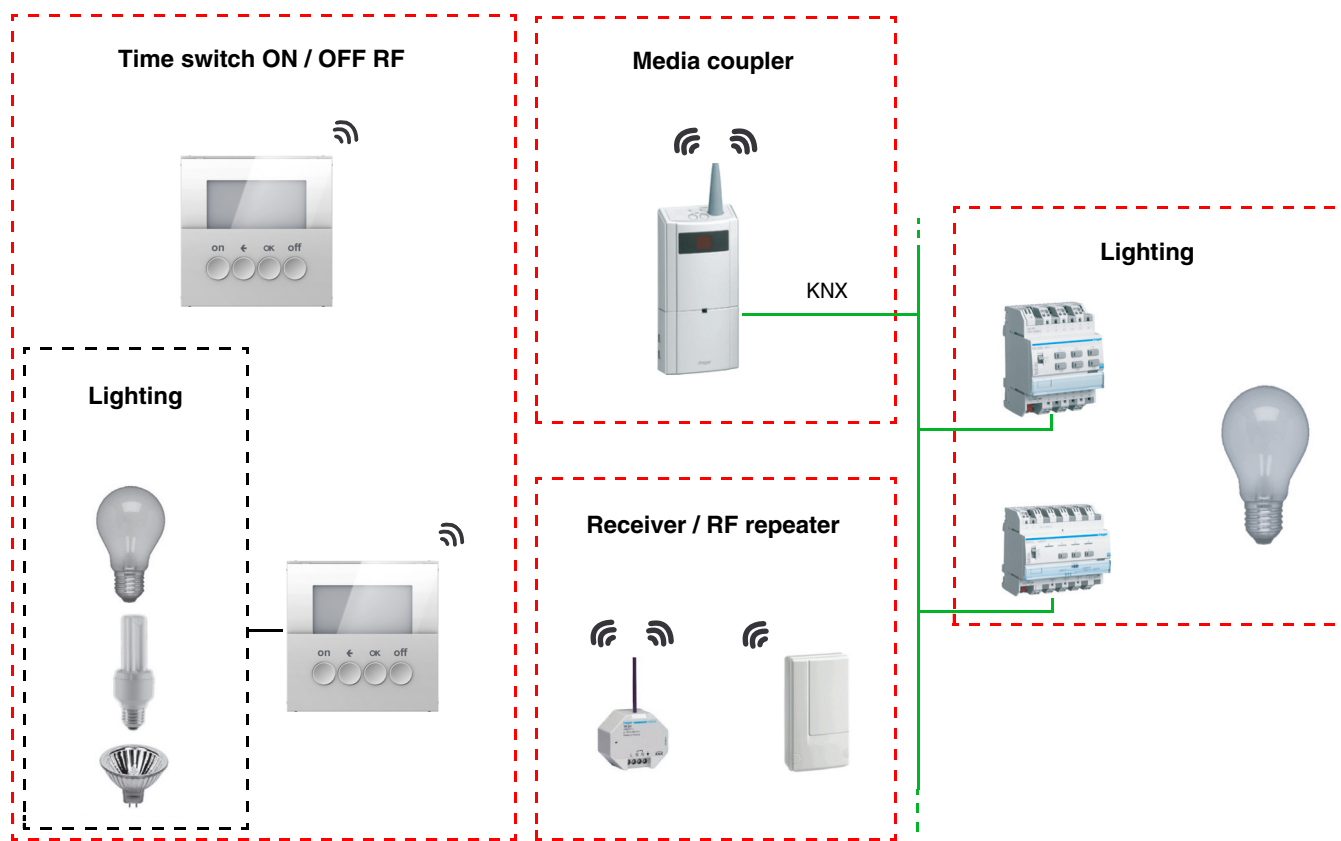 Time switch ON / OFF RF
on ← OK off
Lighting
on ← OK off
Media coupler
KNX
Receiver / RF repeater
Lighting